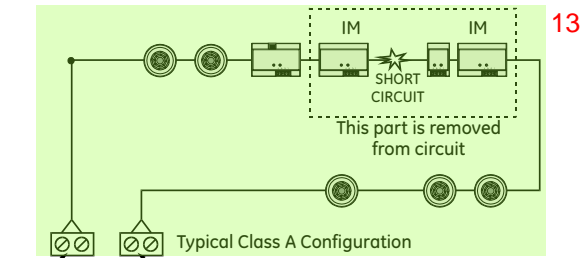 IM
IM
13
SHORT
CIRCUIT
This part is removed
from circuit
Typical Class A Configuration